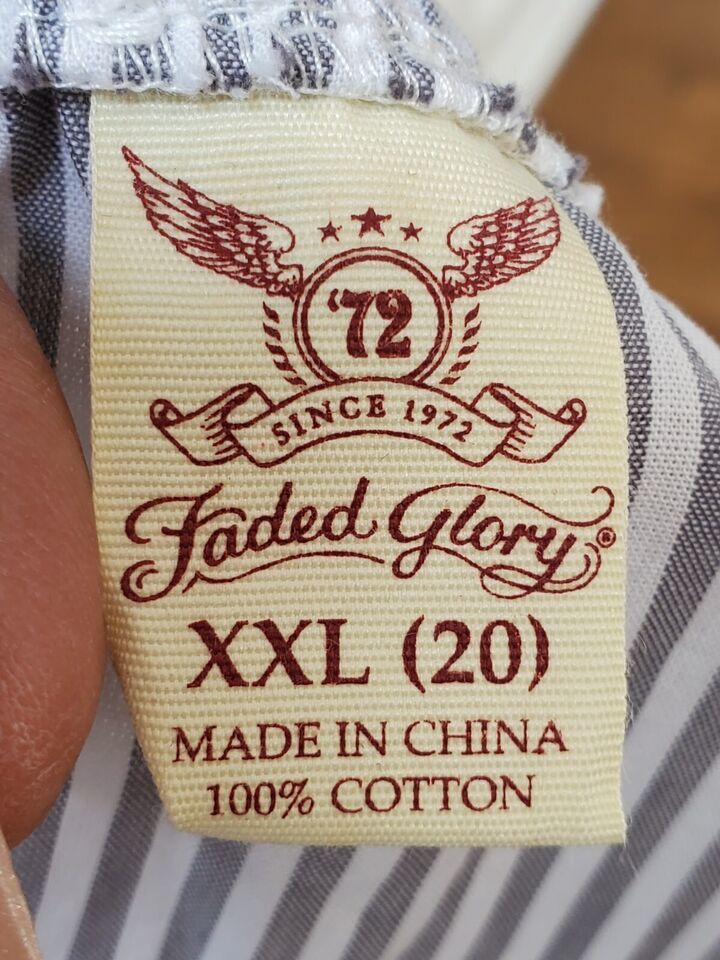 ‘72
SINCE 1972
Faded Glory®
XXL (20)
MADE IN CHINA
100% COTTON